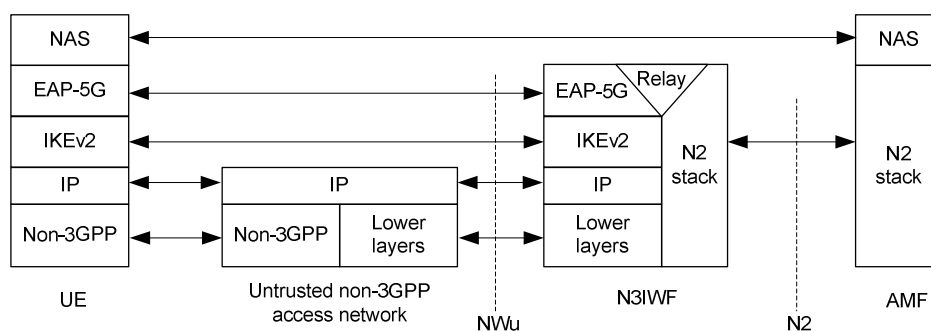 NAS
NAS
EAP-5G
EAP-5G
Relay
IKEv2
IKEv2
N2
stack
N2
stack
IP
IP
IP
Non-3GPP
Non-3GPP
Lower
layers
Lower
layers
UE
Untrusted non-3GPP
access network
NWu
N3IWF
N2
AMF